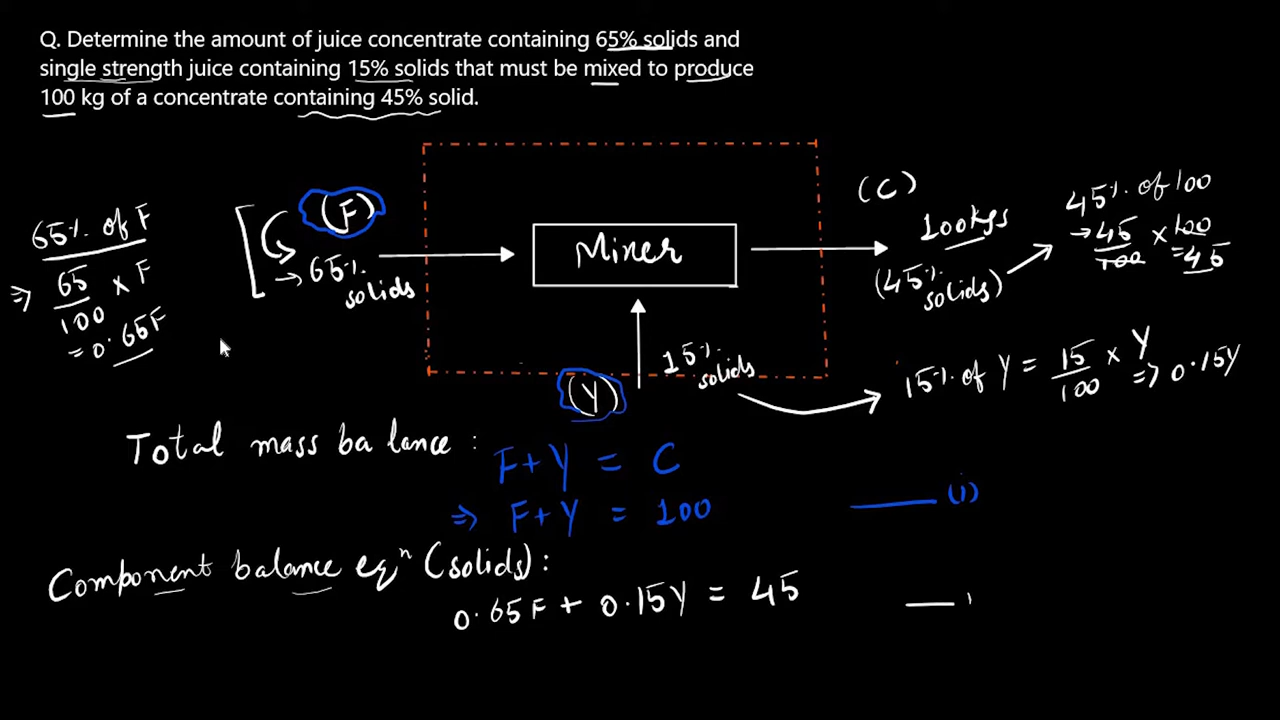 Q. Determine the amount of juice concentrate containing 65% solids and
single strength juice containing 15% solids that must be mixed to produce
100 kg of a concentrate containing 45% solid.
65% of F
⇒ 65/100 × F
= 0.65F
(F)
→ 65%
solids
Mixer
(C)
100 kgs
(45%
solids)
45% of 100
→ 45/100 × 100
= 45
(Y)
15%
solids
15% of Y = 15/100 × Y
⇒ 0.15Y
Total mass balance :
F+Y = C
⇒ F+Y = 100 —— (i)
Component balance eqⁿ (solids):
0.65F + 0.15Y = 45 ——